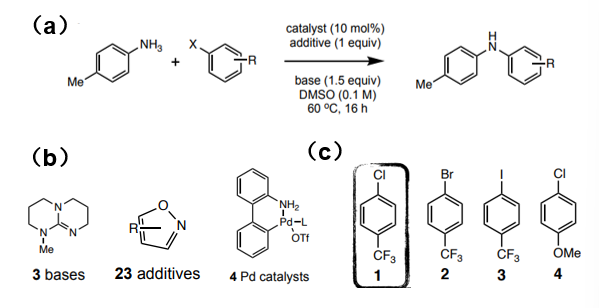 (a)
NH3
Me
+
X
R
catalyst (10 mol%)
additive (1 equiv)
base (1.5 equiv)
DMSO (0.1 M)
60 ºC, 16 h
H
N
Me
R
(b)
N
N
N
Me
3 bases
O
N
R
23 additives
NH2
Pd–L
OTf
4 Pd catalysts
(c)
Cl
CF3
1
Br
CF3
2
I
CF3
3
Cl
OMe
4